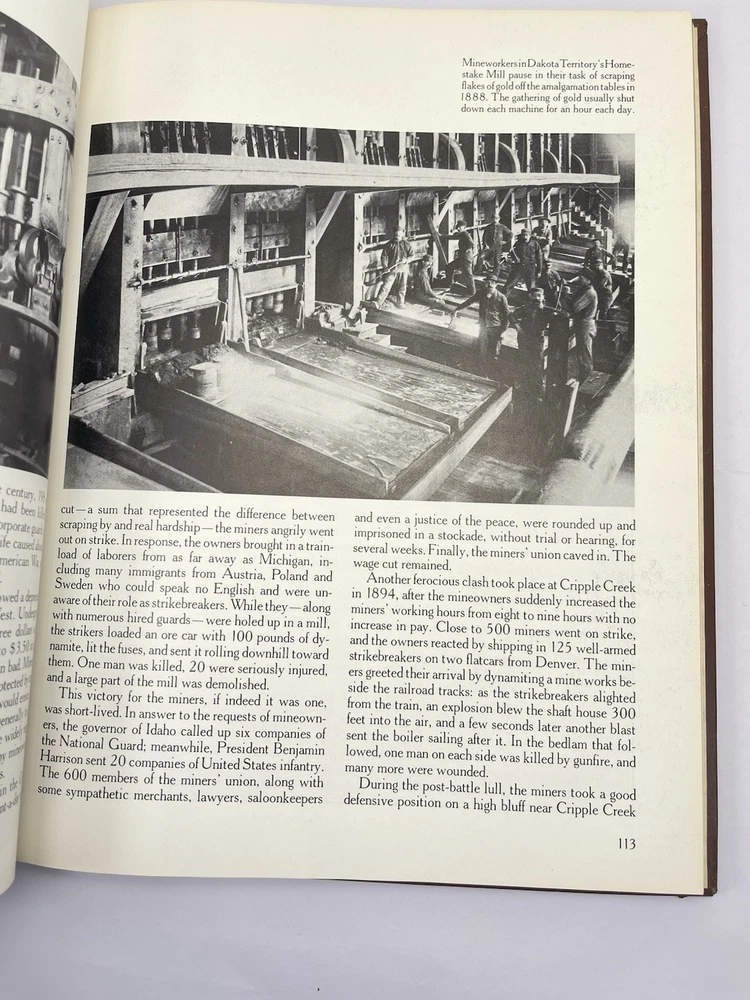 Mineworkers in Dakota Territory's Home-
stake Mill pause in their task of scraping
flakes of gold off the amalgamation tables in
1888. The gathering of gold usually shut
down each machine for an hour each day.
century,
had been
American
cut—a sum that represented the difference between
scraping by and real hardship—the miners angrily went
out on strike. In response, the owners brought in a train-
load of laborers from as far away as Michigan, in-
cluding many immigrants from Austria, Poland and
Sweden who could speak no English and were un-
aware of their role as strikebreakers. While they—along
with numerous hired guards—were holed up in a mill,
the strikers loaded an ore car with 100 pounds of dy-
namite, lit the fuses, and sent it rolling downhill toward
them. One man was killed, 20 were seriously injured,
and a large part of the mill was demolished.
This victory for the miners, if indeed it was one,
was short-lived. In answer to the requests of mineown-
ers, the governor of Idaho called up six companies of
the National Guard; meanwhile, President Benjamin
Harrison sent 20 companies of United States infantry.
The 600 members of the miners' union, along with
some sympathetic merchants, lawyers, saloonkeepers
and even a justice of the peace, were rounded up and
imprisoned in a stockade, without trial or hearing, for
several weeks. Finally, the miners' union caved in. The
wage cut remained.
Another ferocious clash took place at Cripple Creek
in 1894, after the mineowners suddenly increased the
miners' working hours from eight to nine hours with no
increase in pay. Close to 500 miners went on strike,
and the owners reacted by shipping in 125 well-armed
strikebreakers on two flatcars from Denver. The min-
ers greeted their arrival by dynamiting a mine works be-
side the railroad tracks: as the strikebreakers alighted
from the train, an explosion blew the shaft house 300
feet into the air, and a few seconds later another blast
sent the boiler sailing after it. In the bedlam that fol-
lowed, one man on each side was killed by gunfire, and
many more were wounded.
During the post-battle lull, the miners took a good
defensive position on a high bluff near Cripple Creek
113